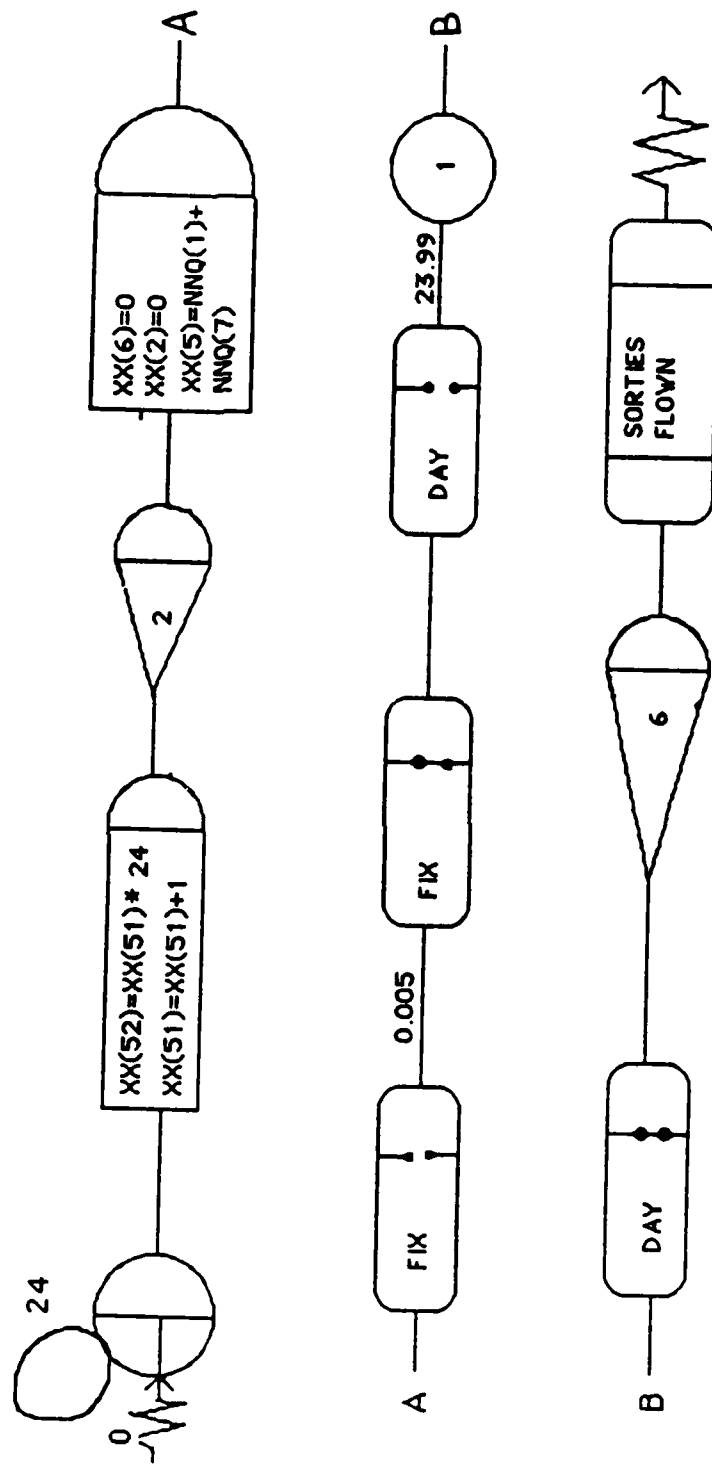 0
24
XX(52)=XX(51)* 24
XX(51)=XX(51)+1
2
XX(6)=0
XX(2)=0
XX(5)=NNQ(1)+
NNQ(7)
A
A
FIX
0.005
FIX
DAY
23.99
1
B
B
DAY
6
SORTIES
FLOWN